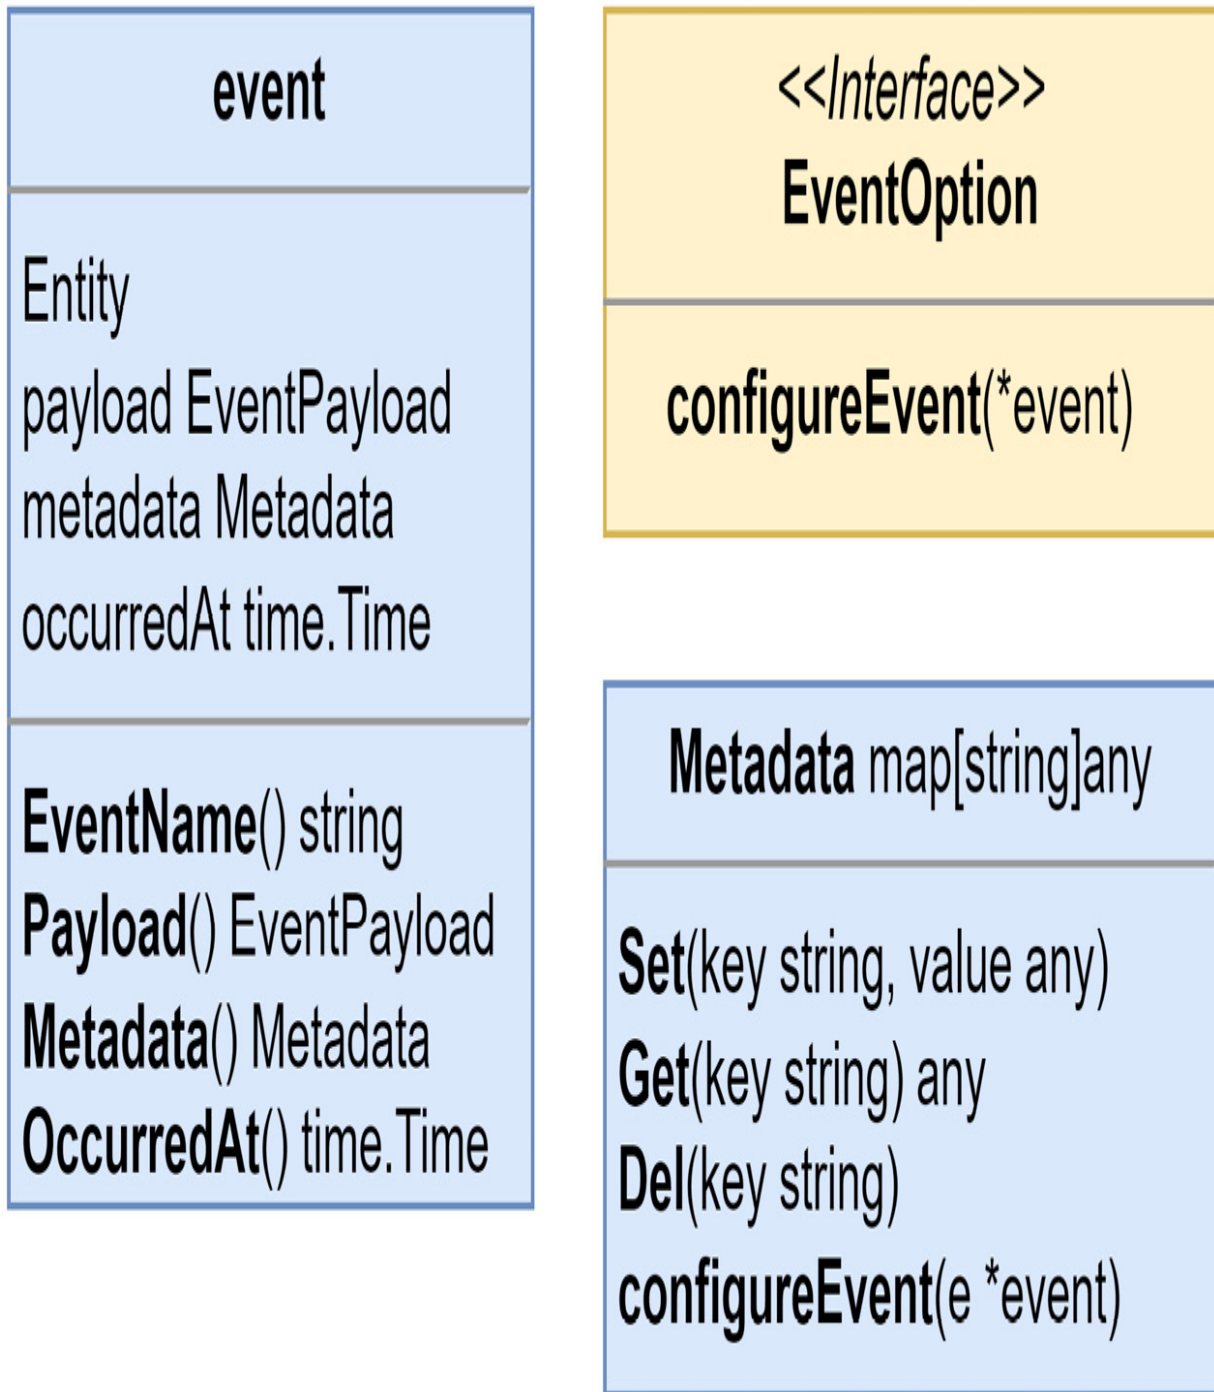 event
Entity
payload EventPayload
metadata Metadata
occurredAt time.Time
EventName() string
Payload() EventPayload
Metadata() Metadata
OccurredAt() time.Time
<<Interface>>
EventOption
configureEvent(*event)
Metadata map[string]any
Set(key string, value any)
Get(key string) any
Del(key string)
configureEvent(e *event)